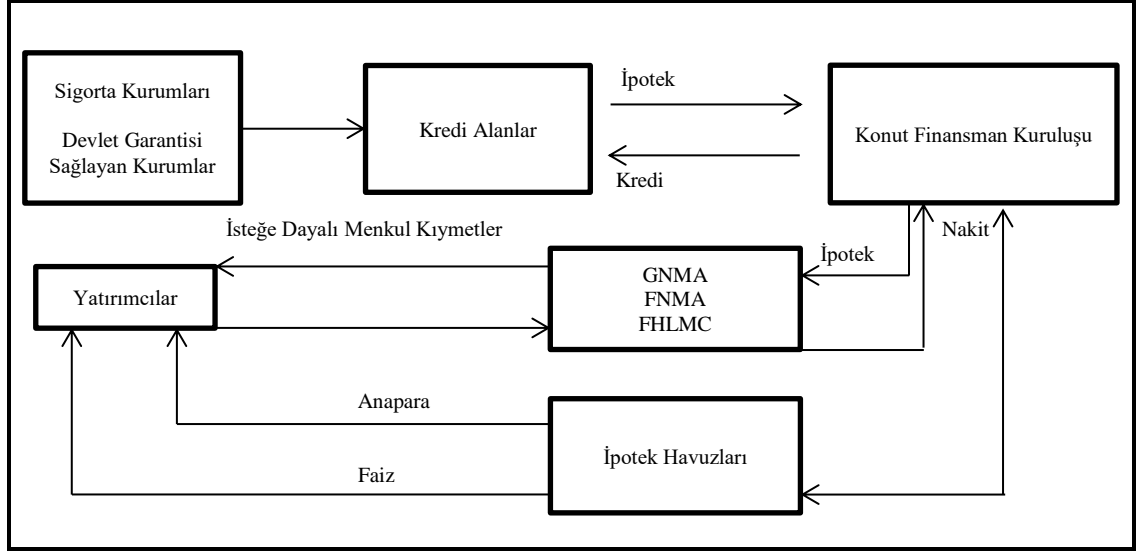 Sigorta Kurumları
Devlet Garantisi
Sağlayan Kurumlar
Kredi Alanlar
İpotek
Kredi
Konut Finansman Kuruluşu
İsteğe Dayalı Menkul Kıymetler
Nakit
İpotek
Yatırımcılar
GNMA
FNMA
FHLMC
Anapara
Faiz
İpotek Havuzları